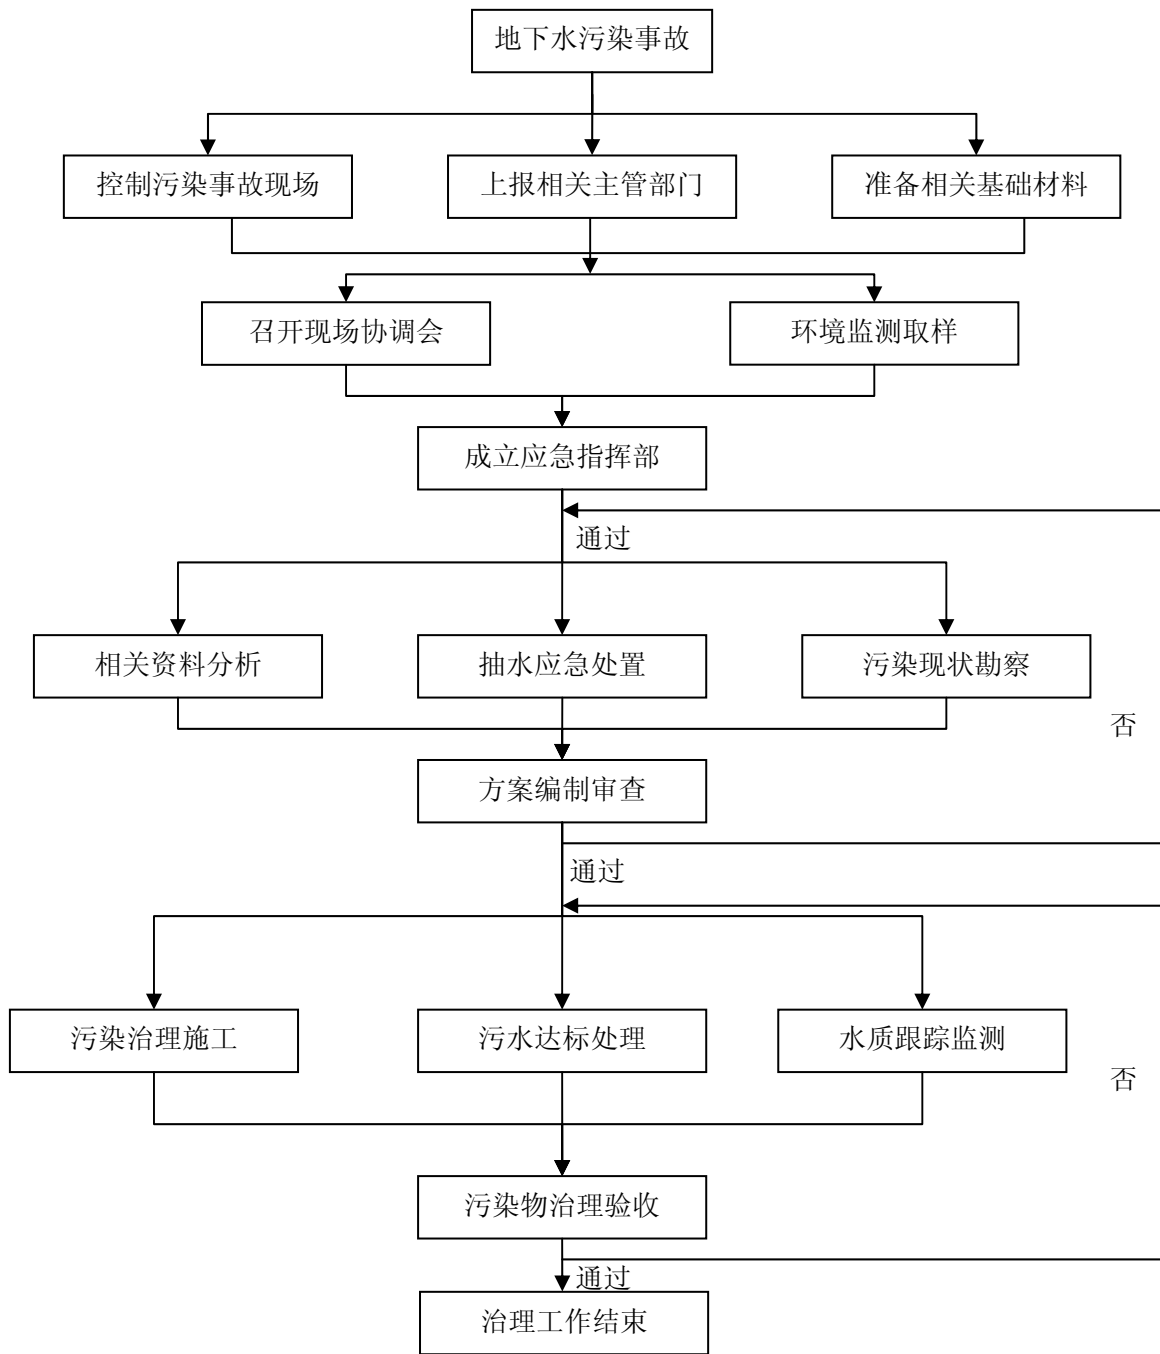 地下水污染事故
控制污染事故现场
上报相关主管部门
准备相关基础材料
召开现场协调会
环境监测取样
成立应急指挥部
通过
相关资料分析
抽水应急处置
污染现状勘察
否
方案编制审查
通过
污染治理施工
污水达标处理
水质跟踪监测
否
污染物治理验收
通过
治理工作结束